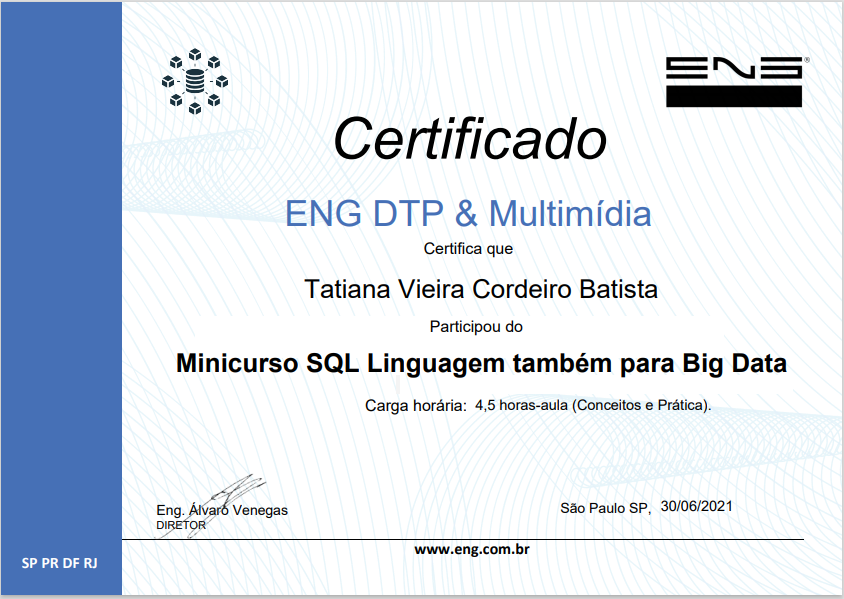 ENG®
Certificado
ENG DTP & Multimídia
Certifica que
Tatiana Vieira Cordeiro Batista
Participou do
Minicurso SQL Linguagem também para Big Data
Carga horária: 4,5 horas-aula (Conceitos e Prática).
Eng. Álvaro Venegas
DIRETOR
São Paulo SP, 30/06/2021
www.eng.com.br
SP PR DF RJ